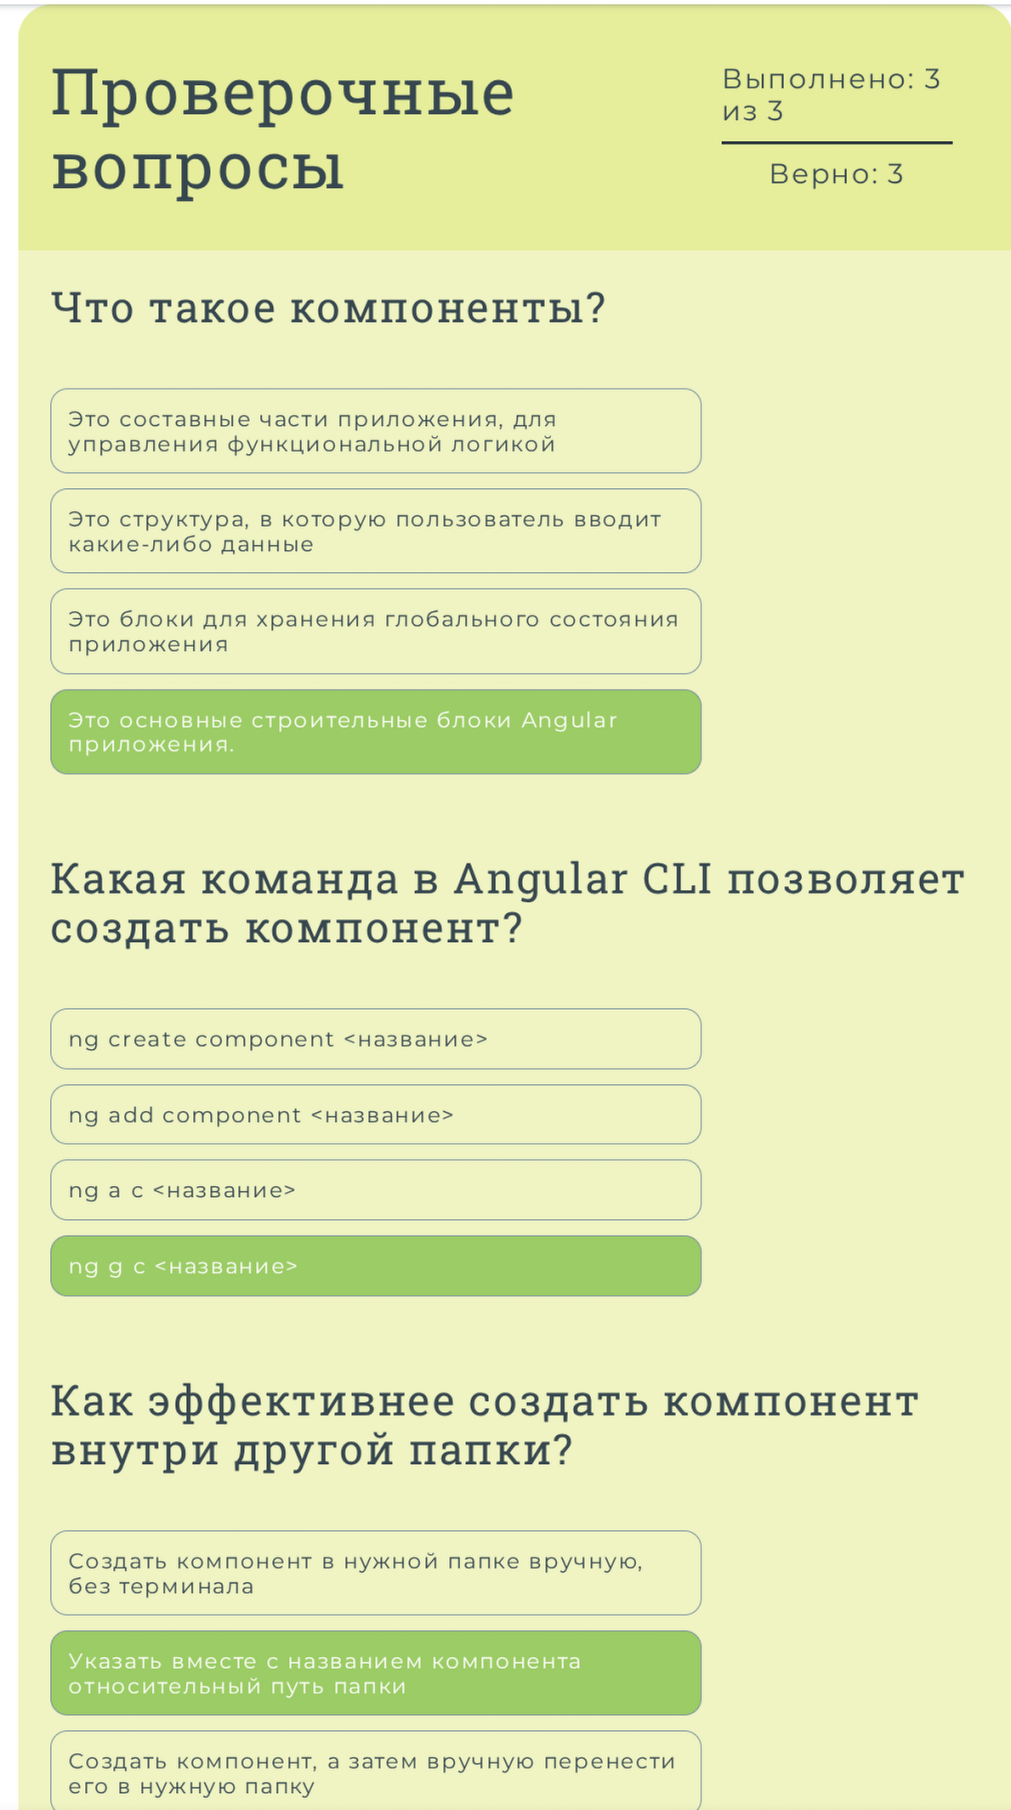 Проверочные
вопросы
Выполнено: 3
из 3
Верно: 3
Что такое компоненты?
Это составные части приложения, для
управления функциональной логикой
Это структура, в которую пользователь вводит
какие-либо данные
Это блоки для хранения глобального состояния
приложения
Это основные строительные блоки Angular
приложения.
Какая команда в Angular CLI позволяет
создать компонент?
ng create component <название>
ng add component <название>
ng a c <название>
ng g c <название>
Как эффективнее создать компонент
внутри другой папки?
Создать компонент в нужной папке вручную,
без терминала
Указать вместе с названием компонента
относительный путь папки
Создать компонент, а затем вручную перенести
его в нужную папку